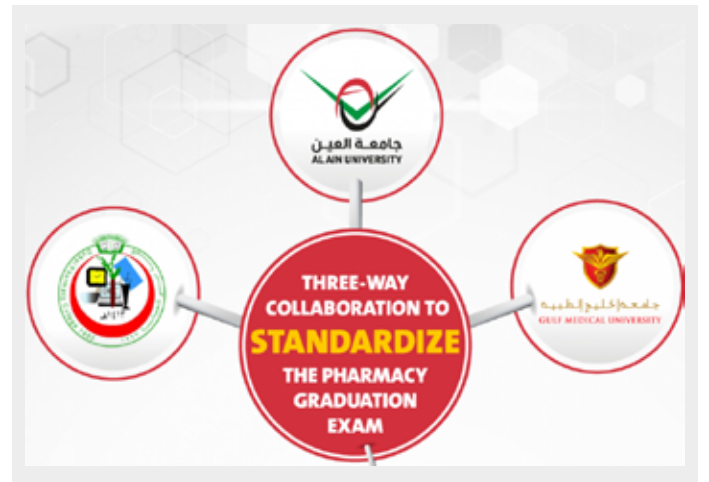 جامعة العين
AL AIN UNIVERSITY
THREE-WAY
COLLABORATION TO
STANDARDIZE
THE PHARMACY
GRADUATION
EXAM
جامعة الخليج الطبية
GULF MEDICAL UNIVERSITY